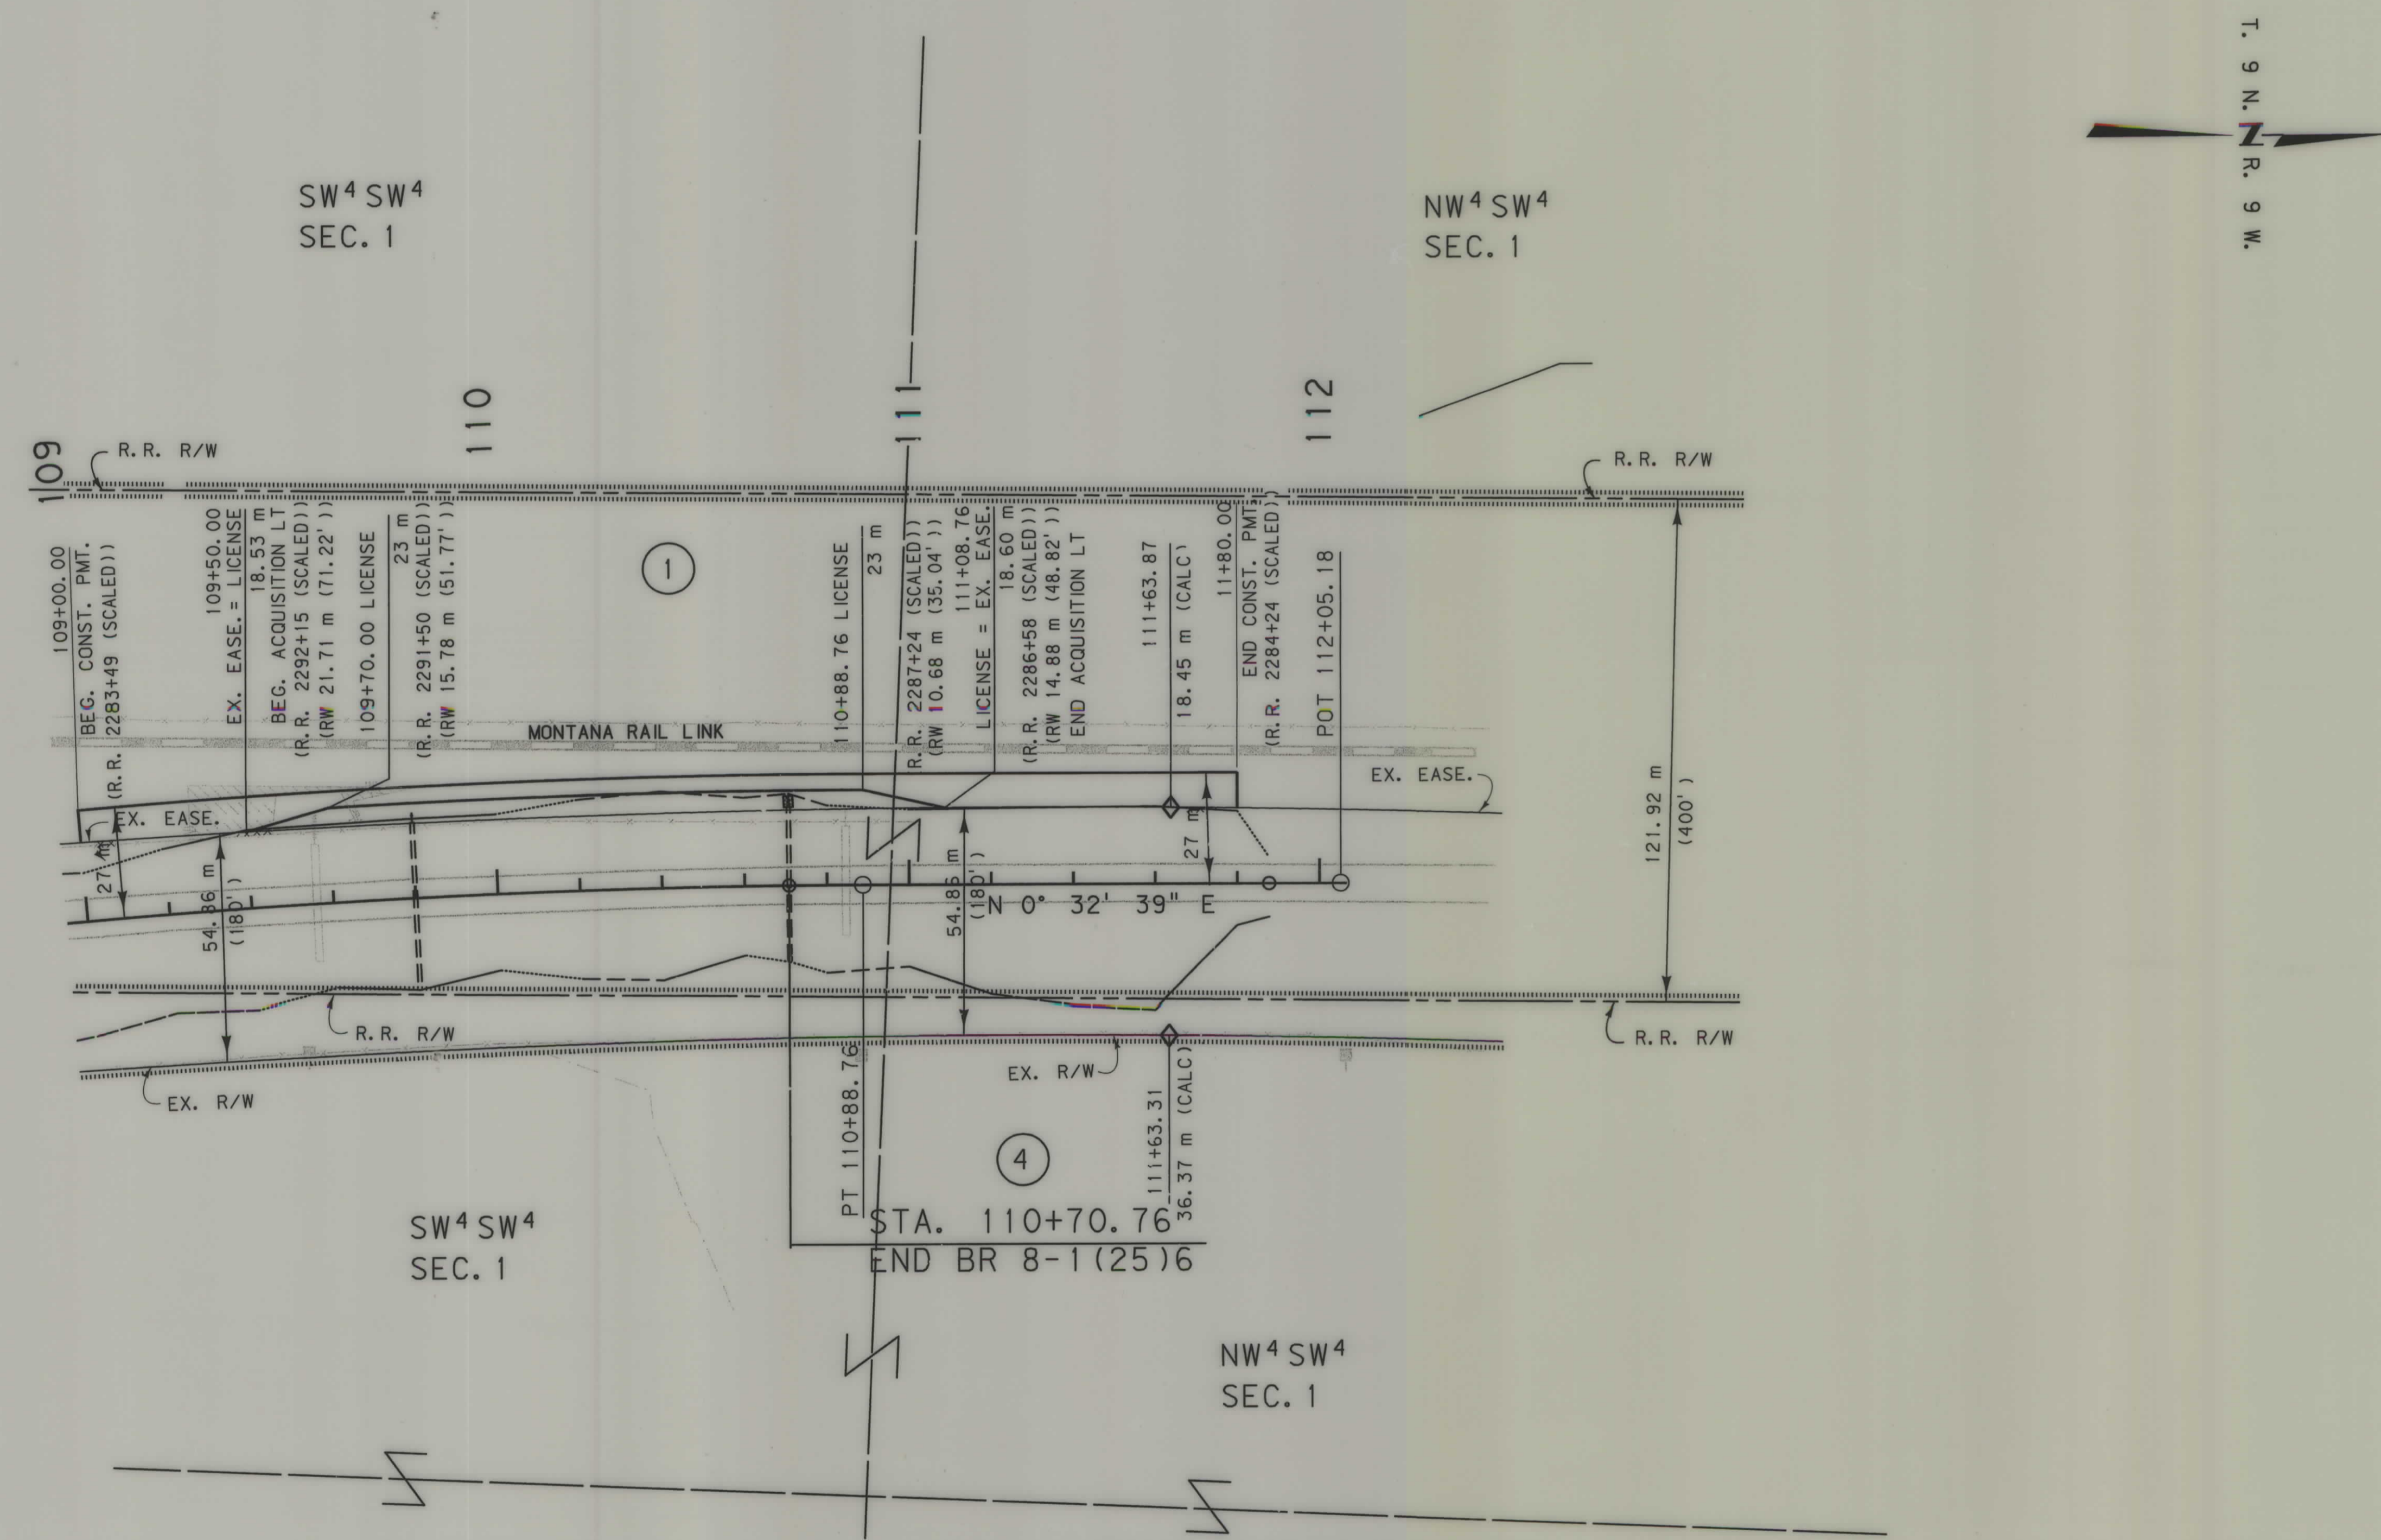 T. 9 N. R. 9 W.
Z
SW⁴ SW⁴
SEC. 1
NW⁴ SW⁴
SEC. 1
109
110
111
112
R.R. R/W
R.R. R/W
109+00.00
BEG. CONST. PMT.
(R.R. 2283+49 (SCALED))
109+50.00
EX. EASE. = LICENSE
18.53 m
BEG. ACQUISITION LT
(R.R. 2292+15 (SCALED))
(RW 21.71 m (71.22'))
109+70.00 LICENSE
23 m
(R.R. 2291+50 (SCALED))
(RW 15.78 m (51.77'))
1
110+88.76 LICENSE
23 m
(R.R. 2287+24 (SCALED))
(RW 10.68 m (35.04'))
111+08.76
LICENSE = EX. EASE.
18.60 m
(R.R. 2286+58 (SCALED))
(RW 14.88 m (48.82'))
END ACQUISITION LT
111+63.87
18.45 m (CALC)
11+80.00
END CONST. PMT.
(R.R. 2284+24 (SCALED))
POT 112+05.18
MONTANA RAIL LINK
EX. EASE.
EX. EASE.
27 m
27 m
54.86 m
(180')
54.86 m
(180')
121.92 m
(400')
N 0° 32' 39" E
R.R. R/W
R.R. R/W
EX. R/W
EX. R/W
PT 110+88.76
4
111+63.31
36.37 m (CALC)
STA. 110+70.76
END BR 8-1(25)6
SW⁴ SW⁴
SEC. 1
NW⁴ SW⁴
SEC. 1